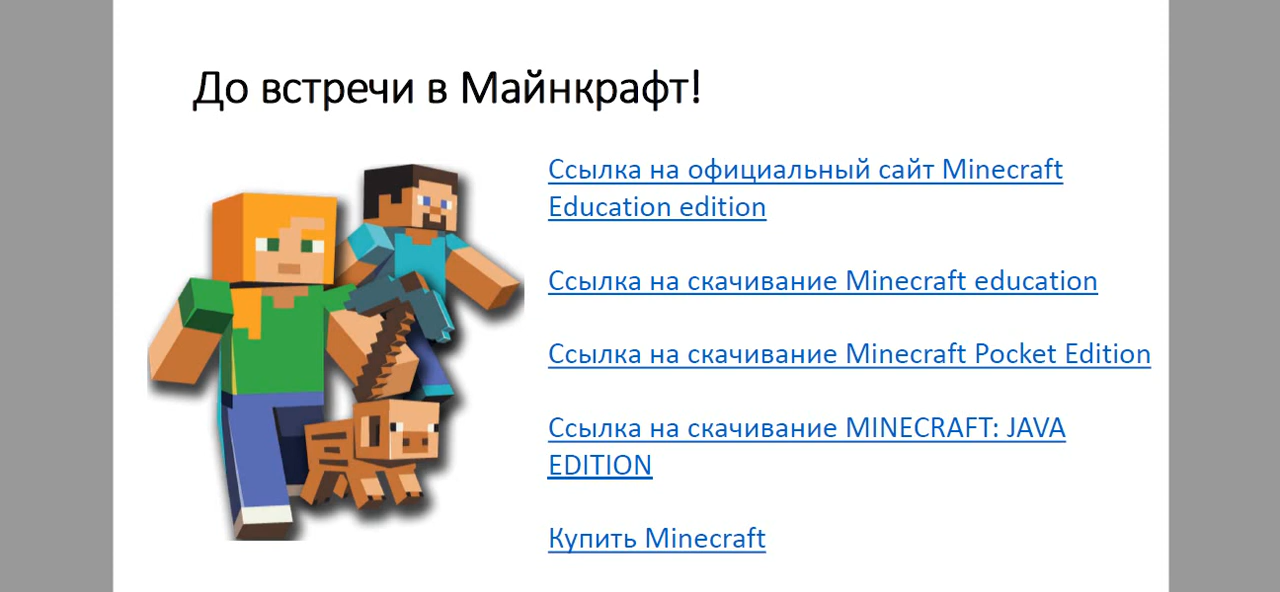 До встречи в Майнкрафт!
Ссылка на официальный сайт Minecraft
Education edition
Ссылка на скачивание Minecraft education
Ссылка на скачивание Minecraft Pocket Edition
Ссылка на скачивание MINECRAFT: JAVA
EDITION
Купить Minecraft